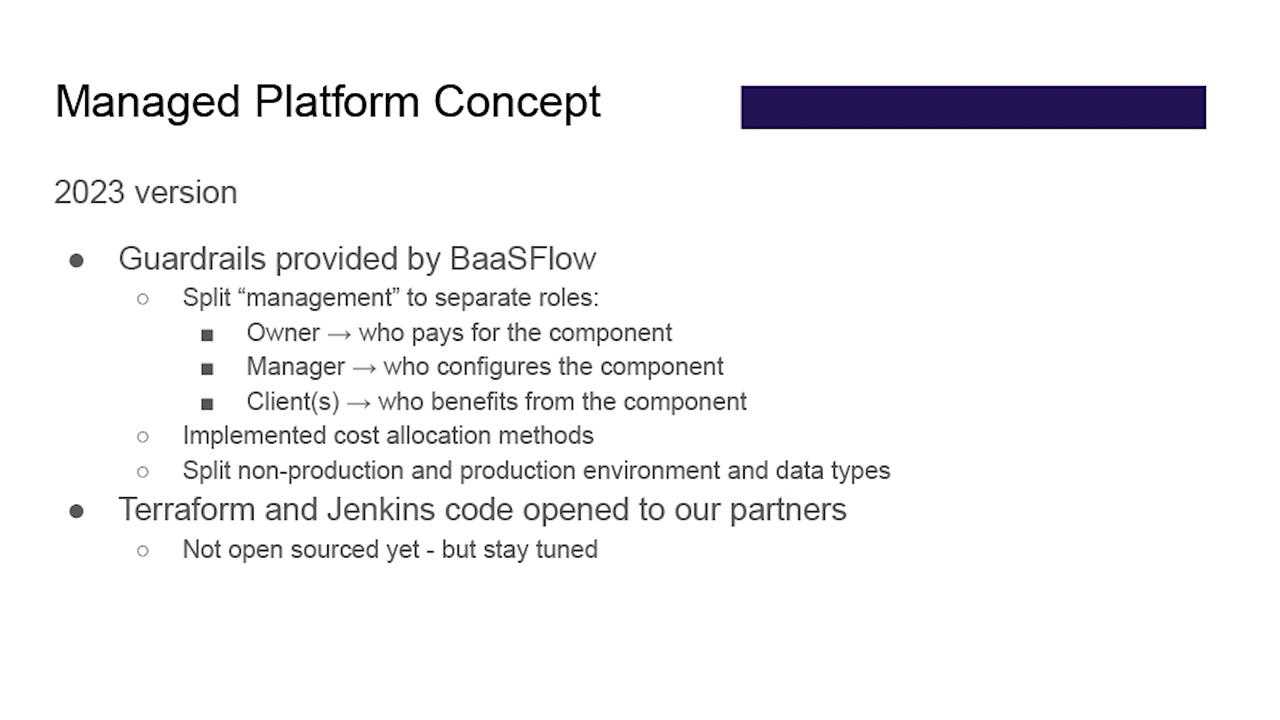 Managed Platform Concept
2023 version
● Guardrails provided by BaaSFlow
○ Split “management” to separate roles:
■ Owner → who pays for the component
■ Manager → who configures the component
■ Client(s) → who benefits from the component
○ Implemented cost allocation methods
○ Split non-production and production environment and data types
● Terraform and Jenkins code opened to our partners
○ Not open sourced yet - but stay tuned